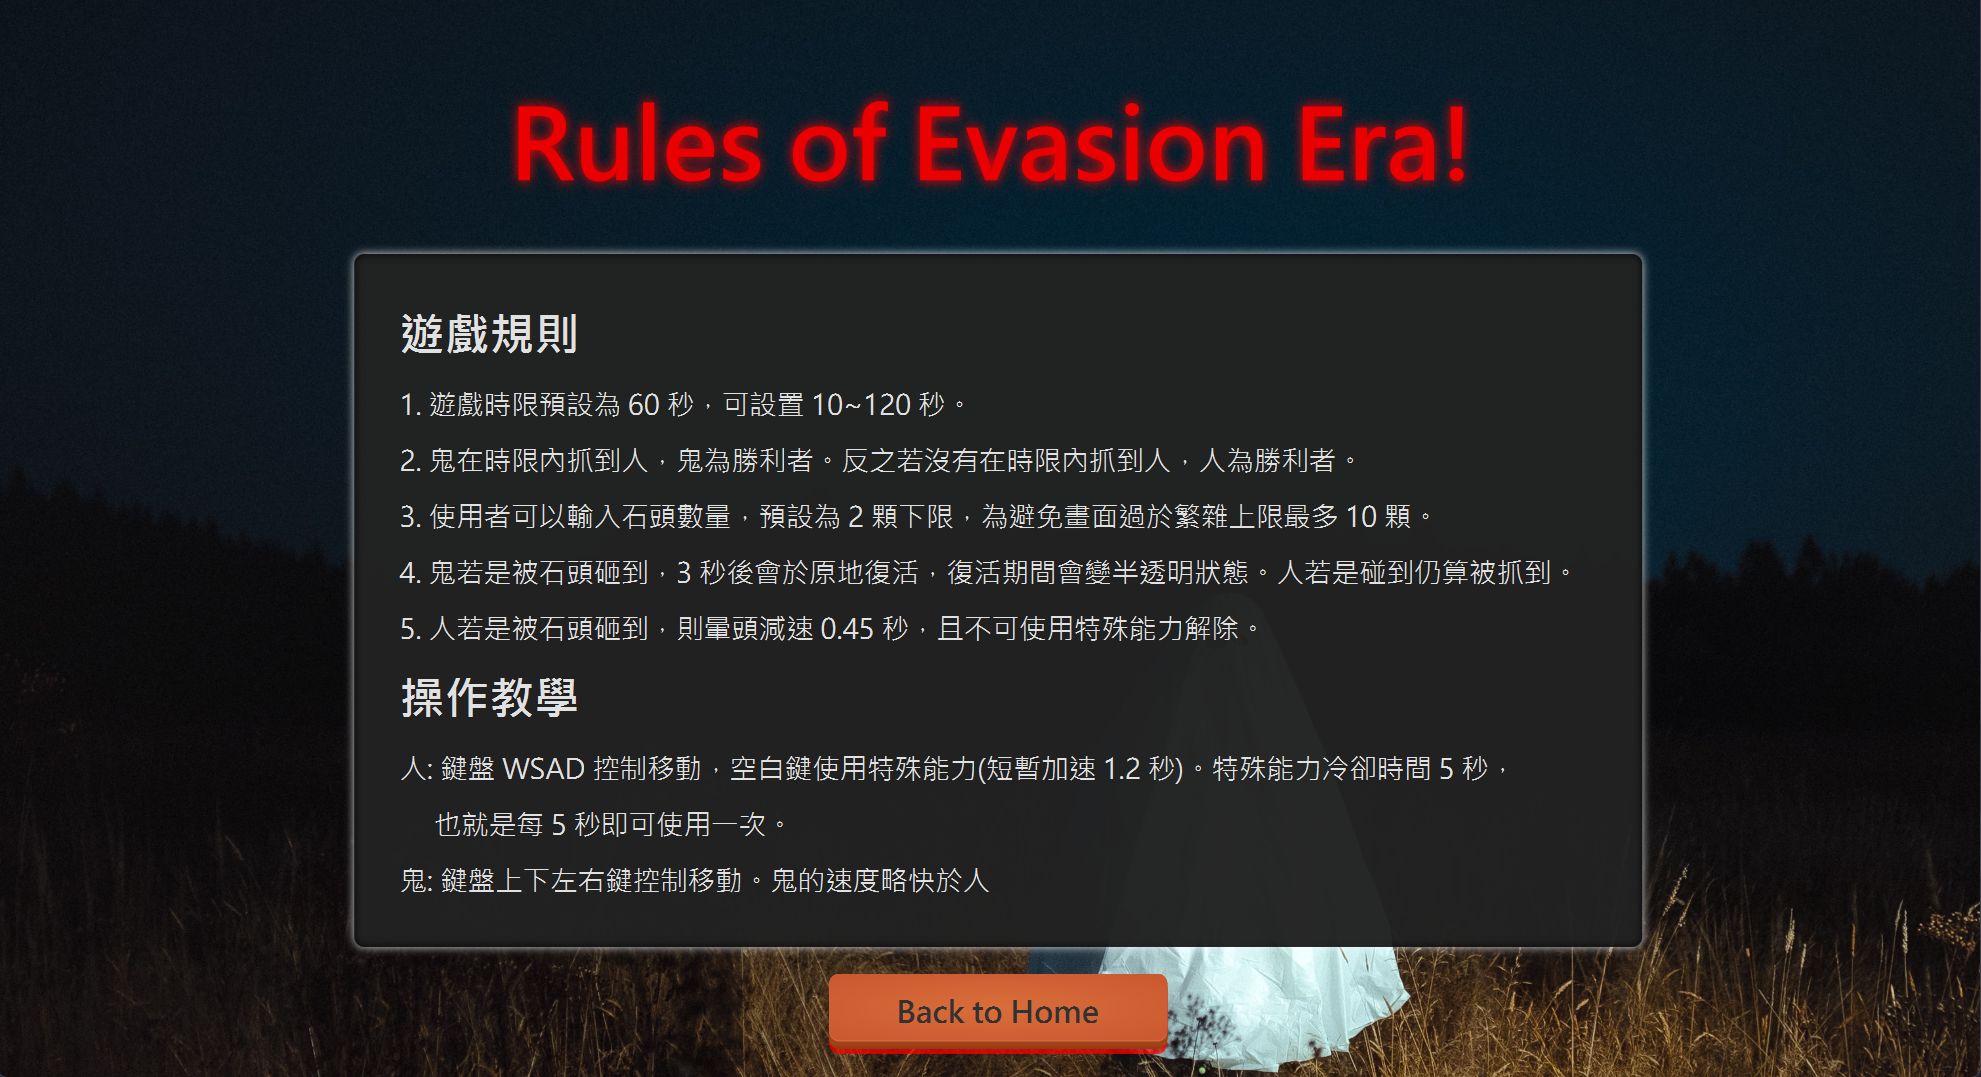 Rules of Evasion Era!
遊戲規則
1. 遊戲時限預設為 60 秒，可設置 10~120 秒。
2. 鬼在時限內抓到人，鬼為勝利者。反之若沒有在時限內抓到人，人為勝利者。
3. 使用者可以輸入石頭數量，預設為 2 顆下限，為避免畫面過於繁雜上限最多 10 顆。
4. 鬼若是被石頭砸到，3 秒後會於原地復活，復活期間會變半透明狀態。人若是碰到仍算被抓到。
5. 人若是被石頭砸到，則暈頭減速 0.45 秒，且不可使用特殊能力解除。
操作教學
人: 鍵盤 WSAD 控制移動，空白鍵使用特殊能力(短暫加速 1.2 秒)。特殊能力冷卻時間 5 秒，
也就是每 5 秒即可使用一次。
鬼: 鍵盤上下左右鍵控制移動。鬼的速度略快於人
Back to Home